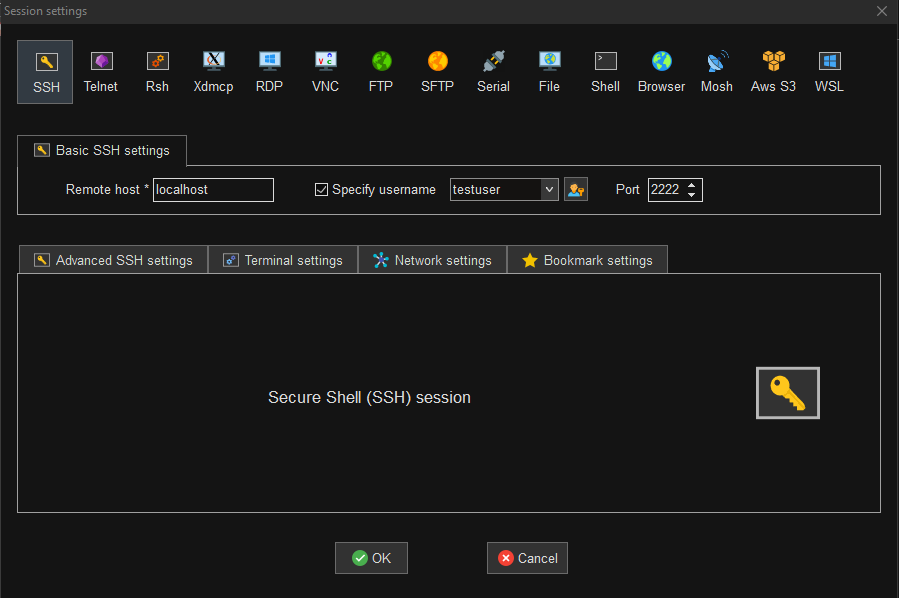 Session settings
SSH Telnet Rsh Xdmcp RDP VNC FTP SFTP Serial File Shell Browser Mosh Aws S3 WSL
Basic SSH settings
Remote host * localhost Specify username testuser Port 2222
Advanced SSH settings Terminal settings Network settings Bookmark settings
Secure Shell (SSH) session
OK Cancel